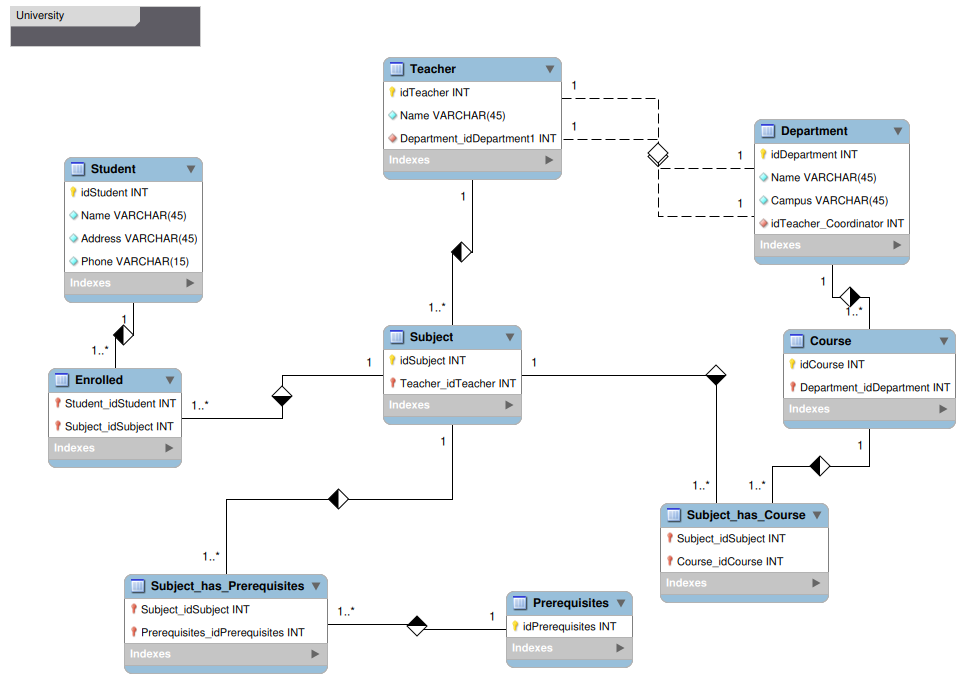 University
Teacher
idTeacher INT
Name VARCHAR(45)
Department_idDepartment1 INT
Indexes
1
1
1
1
1
Department
idDepartment INT
Name VARCHAR(45)
Campus VARCHAR(45)
idTeacher_Coordinator INT
Indexes
Student
idStudent INT
Name VARCHAR(45)
Address VARCHAR(45)
Phone VARCHAR(15)
Indexes
1
1..*
1..*
1
1..*
Subject
idSubject INT
Teacher_idTeacher INT
Indexes
1
1
1
Course
idCourse INT
Department_idDepartment INT
Indexes
Enrolled
Student_idStudent INT
Subject_idSubject INT
Indexes
1..*
1
1..*
1..*
Subject_has_Course
Subject_idSubject INT
Course_idCourse INT
Indexes
1..*
Subject_has_Prerequisites
Subject_idSubject INT
Prerequisites_idPrerequisites INT
Indexes
1..*
1
Prerequisites
idPrerequisites INT
Indexes